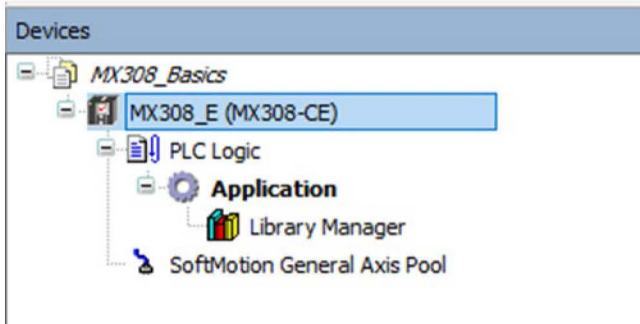 Devices
MX308_Basics
MX308_E (MX308-CE)
PLC Logic
Application
Library Manager
SoftMotion General Axis Pool